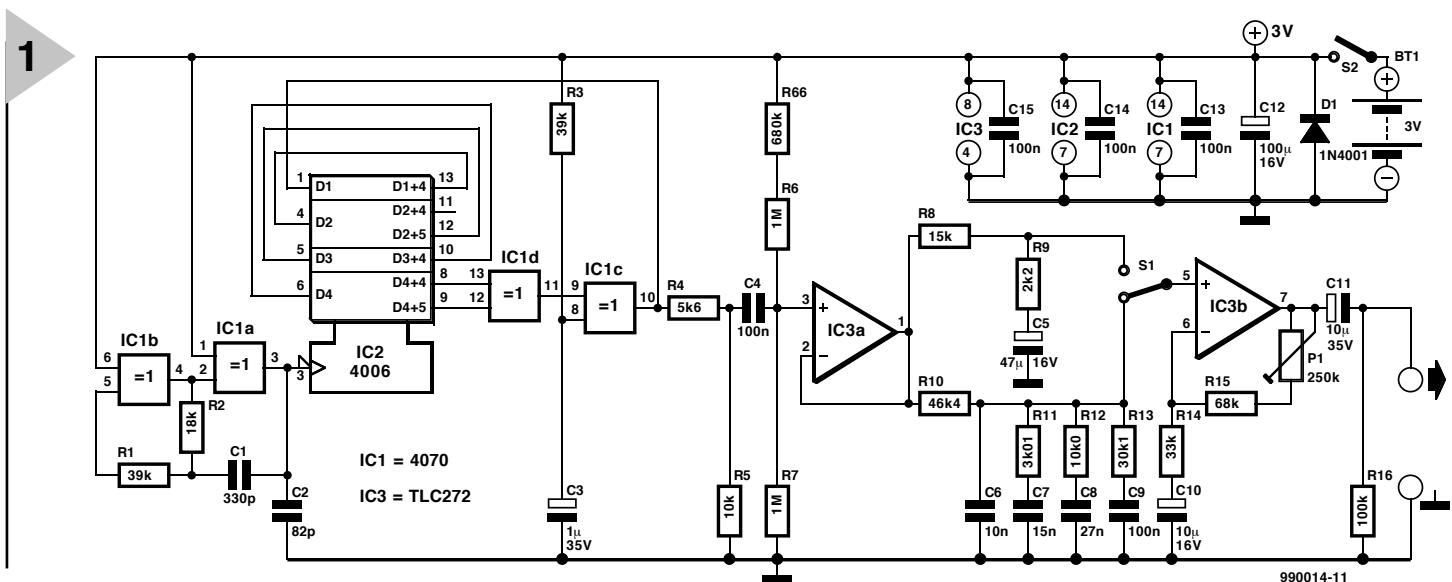 1
3V
S2
BT1
3V
R3
39k
R66
680k
R6
1M
8
IC3
4
C15
100n
14
IC2
7
C14
100n
14
IC1
7
C13
100n
C12
100µ
16V
D1
1N4001
1 D1 D1+4 13
D2+4 11
4 D2
D2+5 12
5 D3 D3+4 10
6 D4 D4+4 8
D4+5 9
IC2
4006
3
IC1b
6
5
=1
4
IC1a
1
2
=1
3
R2
18k
R1
39k
C1
330p
C2
82p
IC1 = 4070
IC3 = TLC272
IC1d
13
12
=1
11
IC1c
9
8
=1
10
C3
1µ
35V
R4
5k6
C4
100n
R5
10k
R7
1M
3
2
IC3a
1
R8
15k
R9
2k2
C5
47µ 16V
S1
R10
46k4
R11
3k01
R12
10k0
R13
30k1
C6
10n
C7
15n
C8
27n
C9
100n
5
6
IC3b
7
R14
33k
R15
68k
P1
250k
C10
10µ
16V
C11
10µ
35V
R16
100k
990014-11